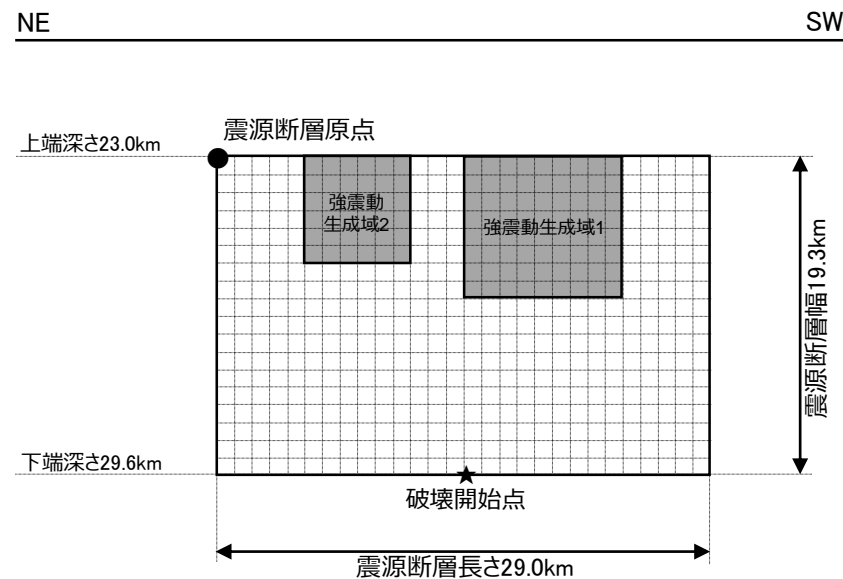 NE
SW
上端深さ23.0km
震源断層原点
強震動
生成域2
強震動生成域1
震源断層幅19.3km
下端深さ29.6km
破壊開始点
震源断層長さ29.0km